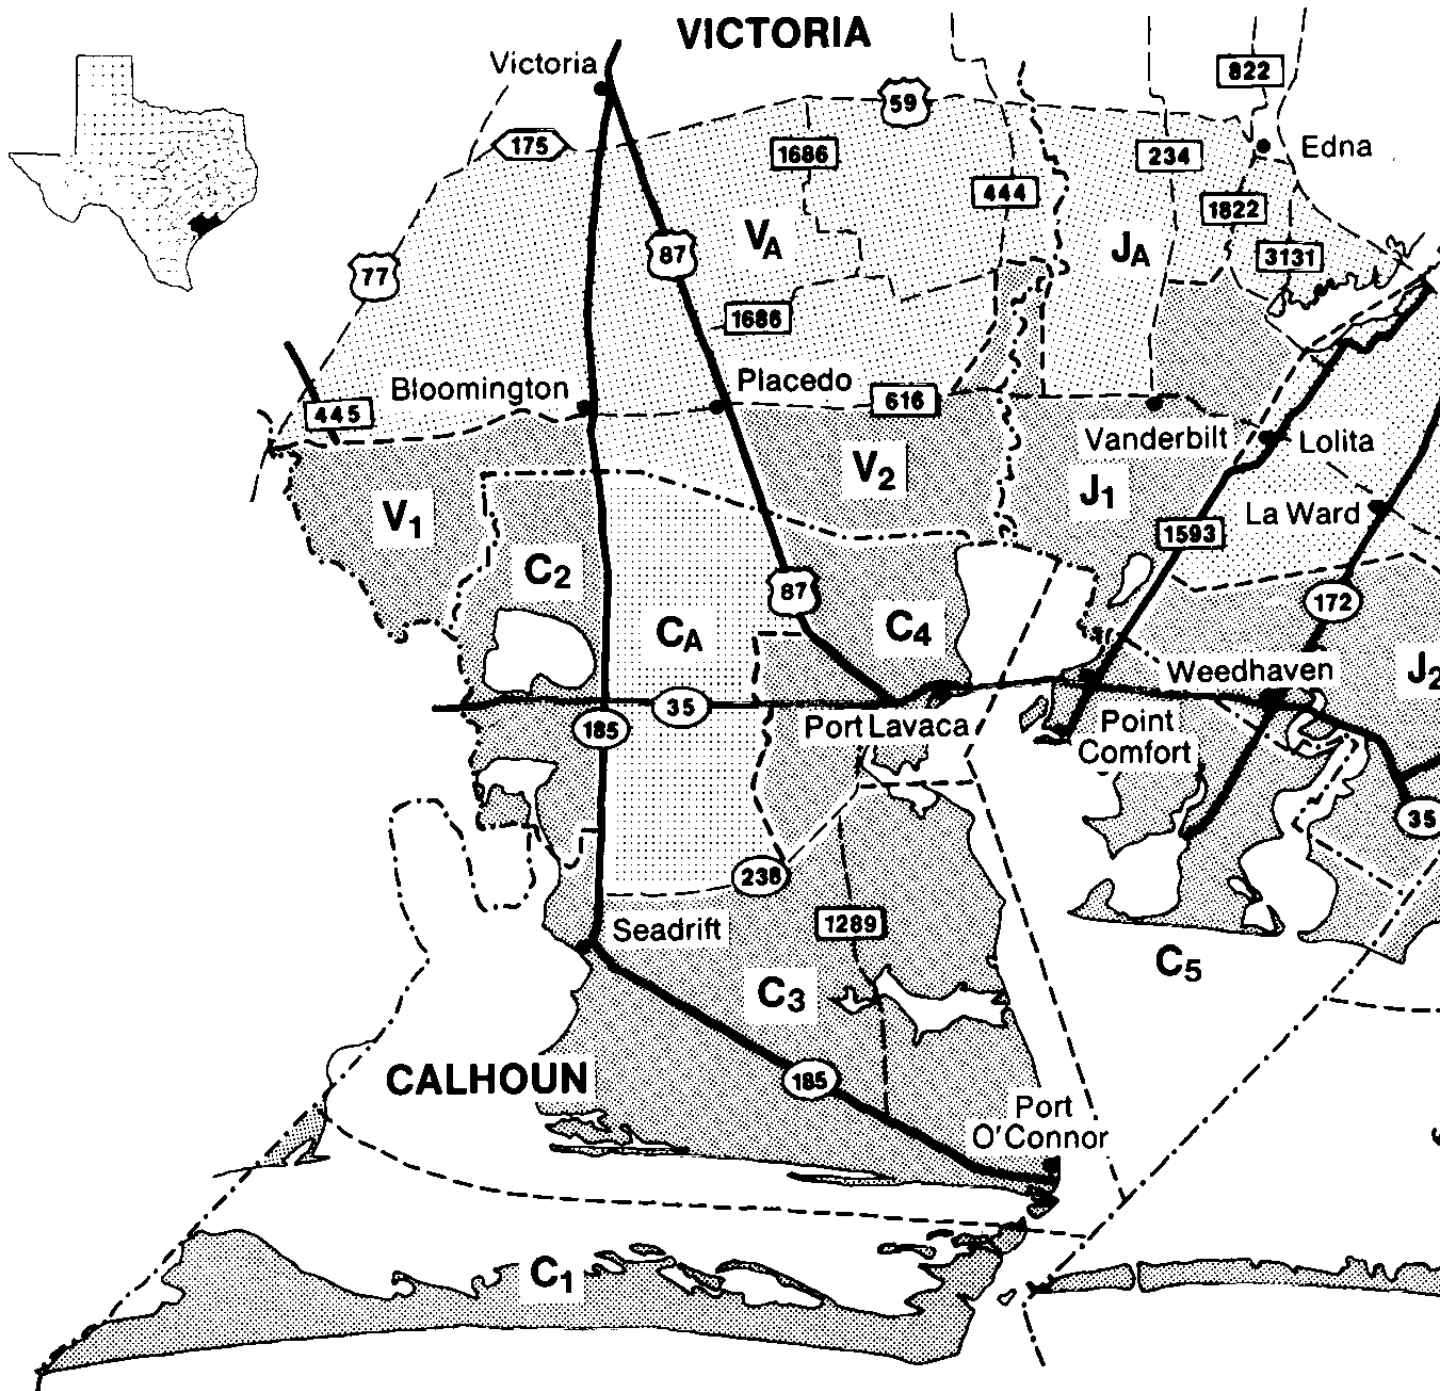 VICTORIA
Victoria
822
59
175
1686
234
Edna
444
1822
VA
JA
87
3131
77
1686
Bloomington
Placedo
616
445
Vanderbilt
Lolita
V2
V1
J1
La Ward
1593
C2
87
172
CA
C4
Weedhaven
J2
35
185
Port Lavaca
Point
Comfort
35
238
Seadrift
1289
C5
C3
CALHOUN
185
Port
O'Connor
C1